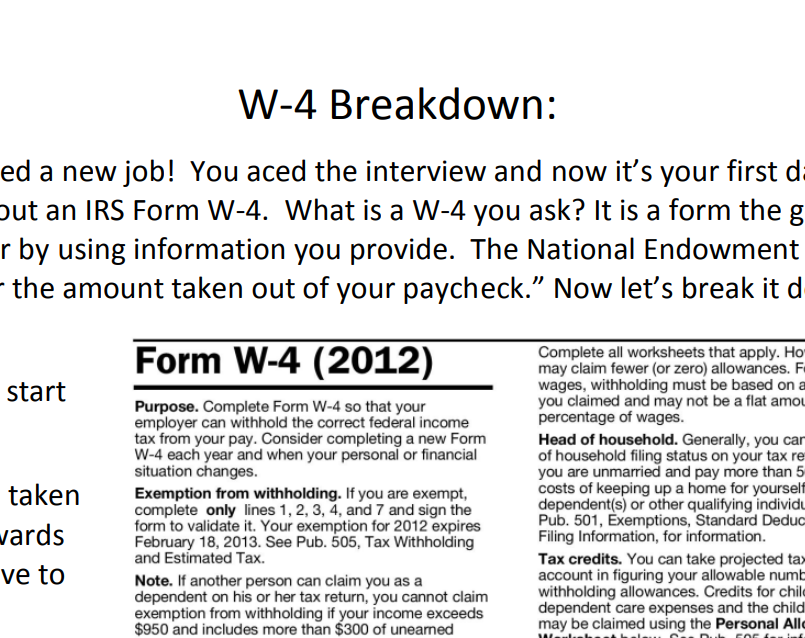 W-4 Breakdown:
ed a new job!  You aced the interview and now it's your first da
out an IRS Form W-4.  What is a W-4 you ask? It is a form the g
r by using information you provide.  The National Endowment
r the amount taken out of your paycheck.” Now let's break it d
start
taken
wards
ve to
Form W-4 (2012)
Purpose. Complete Form W-4 so that your
employer can withhold the correct federal income
tax from your pay. Consider completing a new Form
W-4 each year and when your personal or financial
situation changes.
Exemption from withholding. If you are exempt,
complete only lines 1, 2, 3, 4, and 7 and sign the
form to validate it. Your exemption for 2012 expires
February 18, 2013. See Pub. 505, Tax Withholding
and Estimated Tax.
Note. If another person can claim you as a
dependent on his or her tax return, you cannot claim
exemption from withholding if your income exceeds
$950 and includes more than $300 of unearned
Complete all worksheets that apply. Ho
may claim fewer (or zero) allowances. F
wages, withholding must be based on a
you claimed and may not be a flat amou
percentage of wages.
Head of household. Generally, you can
of household filing status on your tax re
you are unmarried and pay more than 5
costs of keeping up a home for yourself
dependent(s) or other qualifying individu
Pub. 501, Exemptions, Standard Deduc
Filing Information, for information.
Tax credits. You can take projected tax
account in figuring your allowable numb
withholding allowances. Credits for child
dependent care expenses and the child
may be claimed using the Personal Allo